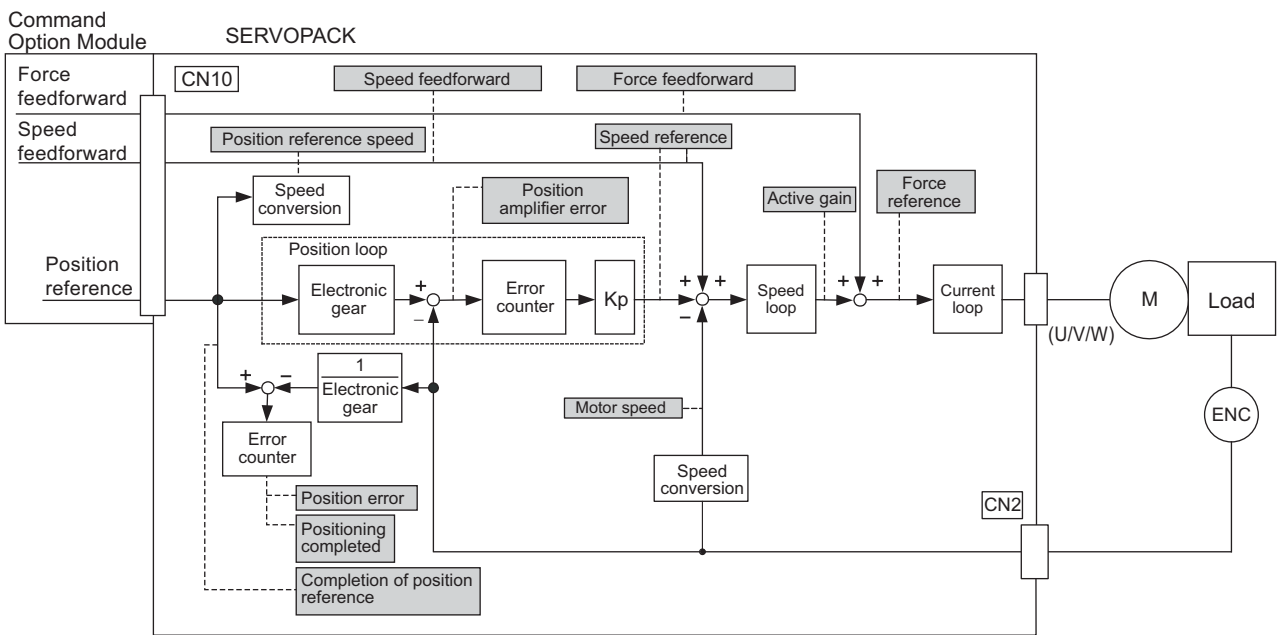 Command
Option Module
SERVOPACK
Force
feedforward
CN10
Speed feedforward
Force feedforward
Speed
feedforward
Position reference speed
Speed reference
Speed
conversion
Position
amplifier error
Active gain
Force
reference
Position loop
Position
reference
Electronic
gear
+
−
Error
counter
Kp
+
+
−
Speed
loop
+
+
Current
loop
(U/V/W)
M
Load
+
−
1
Electronic
gear
Motor speed
ENC
Error
counter
Speed
conversion
Position error
CN2
Positioning
completed
Completion of position
reference